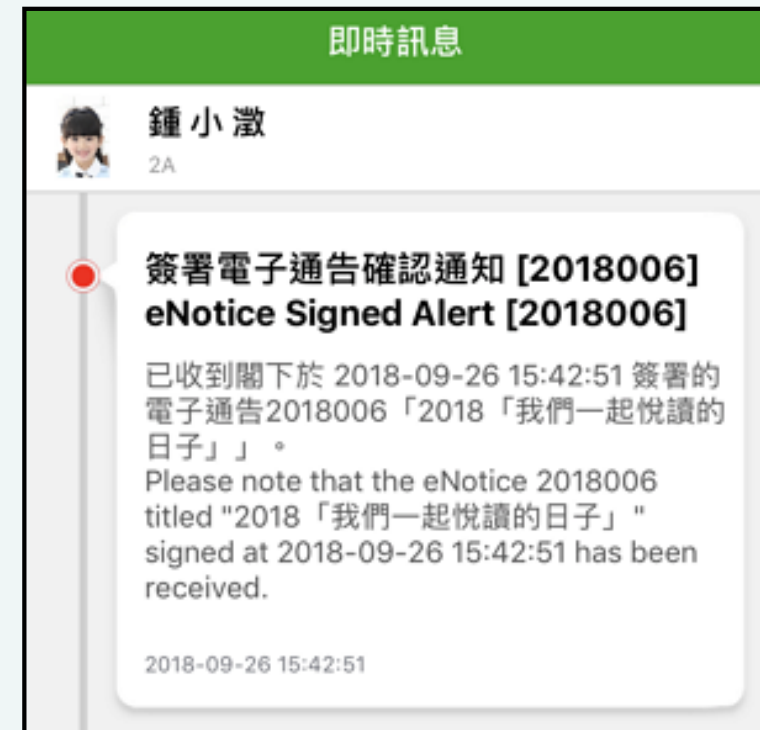 即時訊息
鍾小澂
2A
簽署電子通告確認通知 [2018006]
eNotice Signed Alert [2018006]
已收到閣下於 2018-09-26 15:42:51 簽署的
電子通告2018006「2018「我們一起悅讀的
日子」」。
Please note that the eNotice 2018006
titled "2018「我們一起悅讀的日子」"
signed at 2018-09-26 15:42:51 has been
received.
2018-09-26 15:42:51